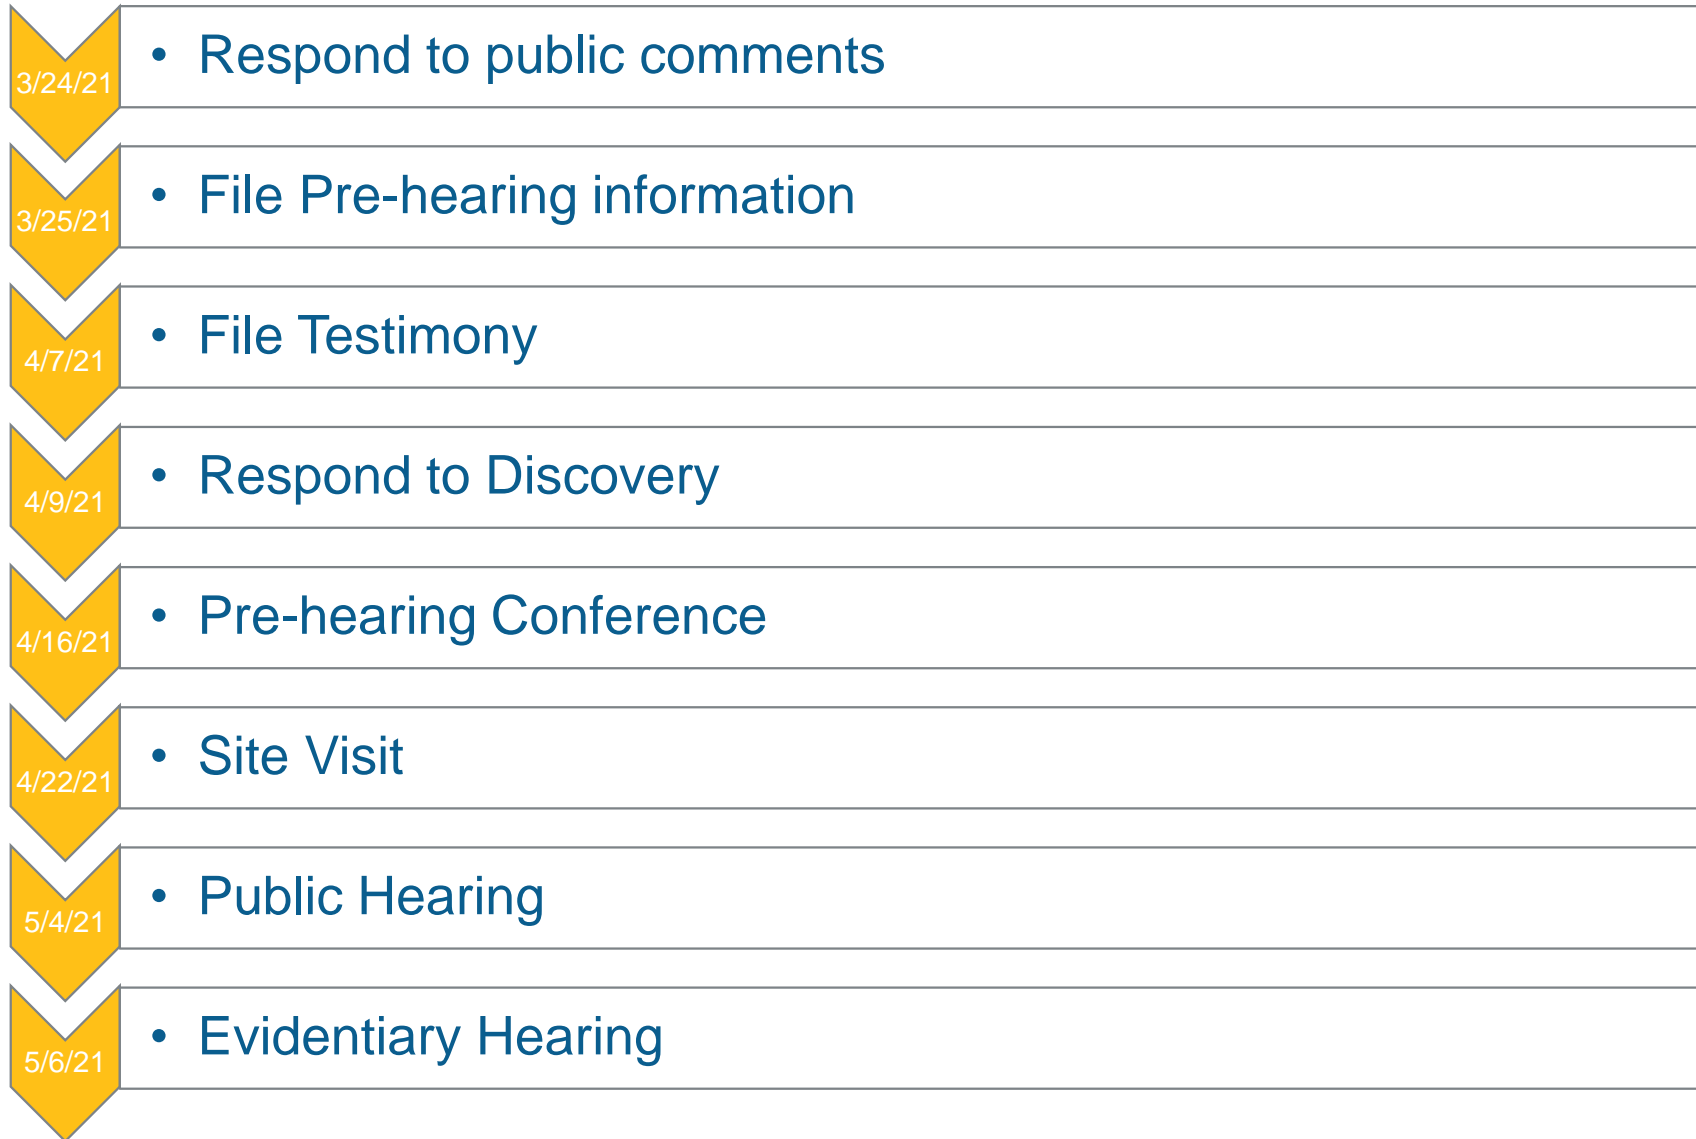 3/24/21
• Respond to public comments
3/25/21
• File Pre-hearing information
4/7/21
• File Testimony
4/9/21
• Respond to Discovery
4/16/21
• Pre-hearing Conference
4/22/21
• Site Visit
5/4/21
• Public Hearing
5/6/21
• Evidentiary Hearing